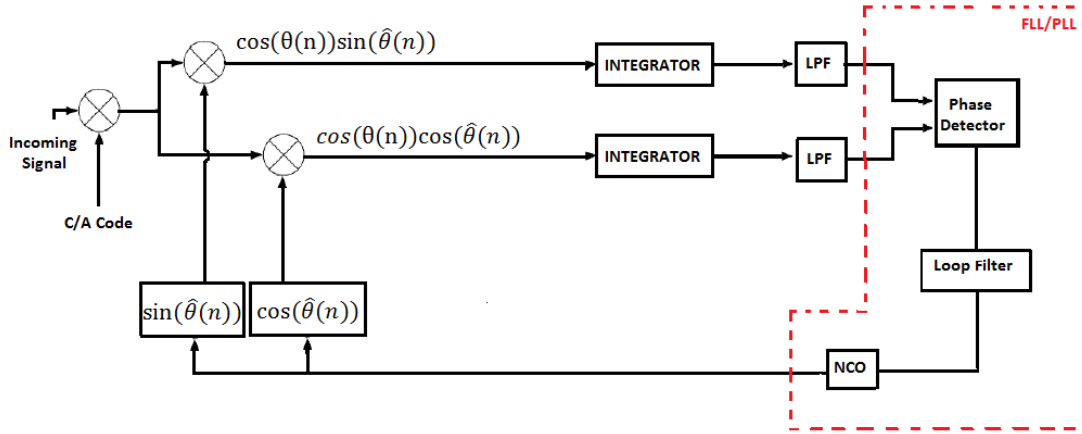 FLL/PLL
cos(θ(n))sin(θ̂(n))
INTEGRATOR
LPF
Phase
Detector
Incoming
Signal
cos(θ(n))cos(θ̂(n))
INTEGRATOR
LPF
C/A Code
Loop Filter
sin(θ̂(n))
cos(θ̂(n))
NCO